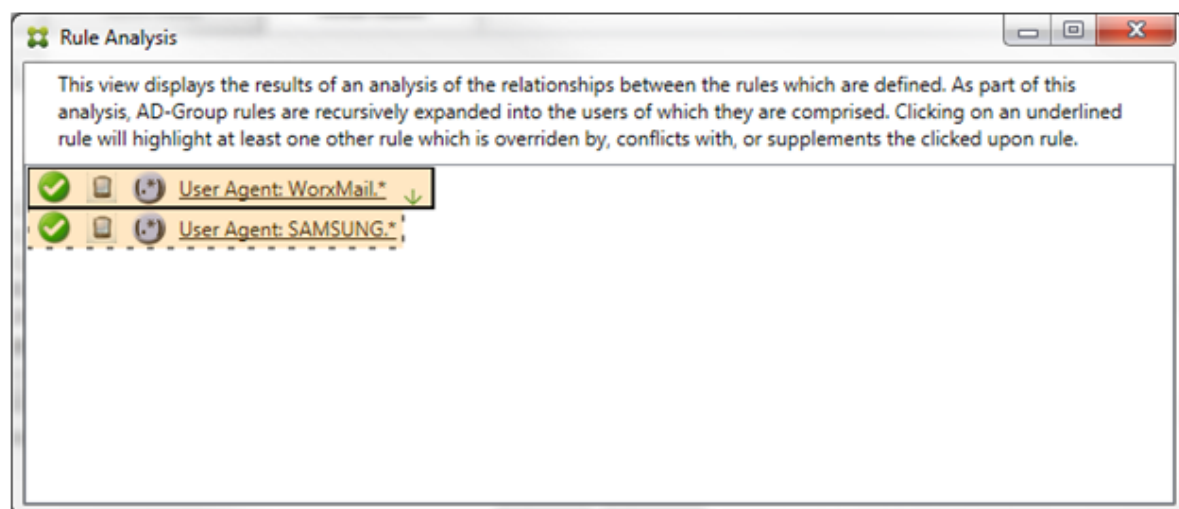 Rule Analysis
This view displays the results of an analysis of the relationships between the rules which are defined. As part of this
analysis, AD-Group rules are recursively expanded into the users of which they are comprised. Clicking on an underlined
rule will highlight at least one other rule which is overriden by, conflicts with, or supplements the clicked upon rule.
(.*) User Agent: WorxMail.*
(.*) User Agent: SAMSUNG.*